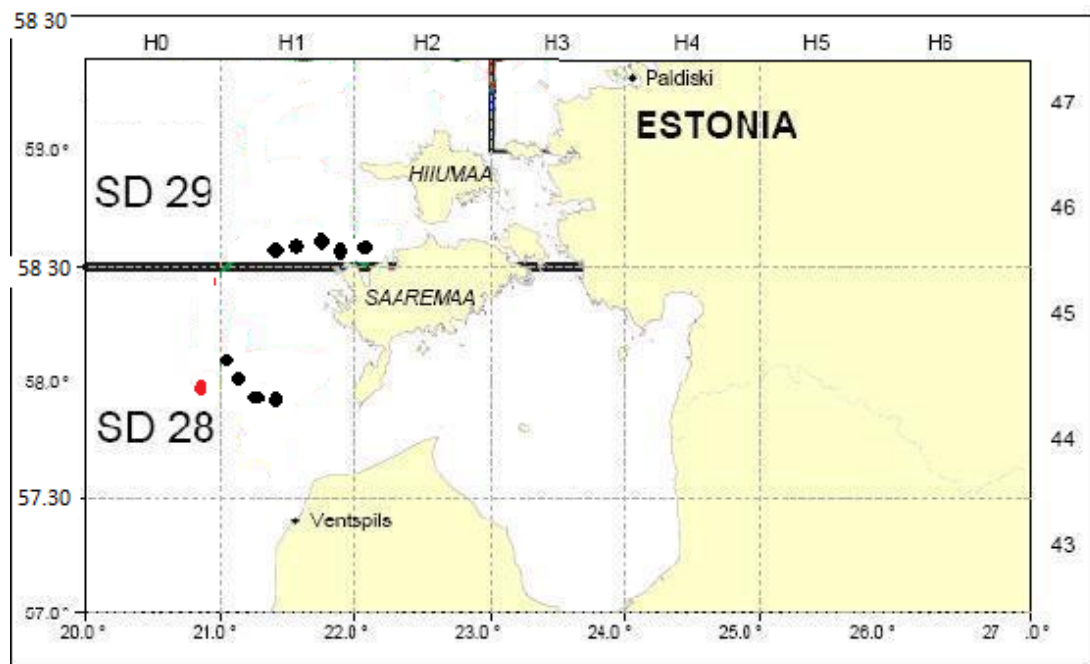 58 30
H0 H1 H2 H3 H4 H5 H6
Paldiski
47
ESTONIA
59.0°
HIIUMAA
SD 29
46
58.30
SAAREMAA
45
58.0°
SD 28
44
57.30
Ventspils
43
57.0°
20.0° 21.0° 22.0° 23.0° 24.0° 25.0° 26.0° 27 .0°